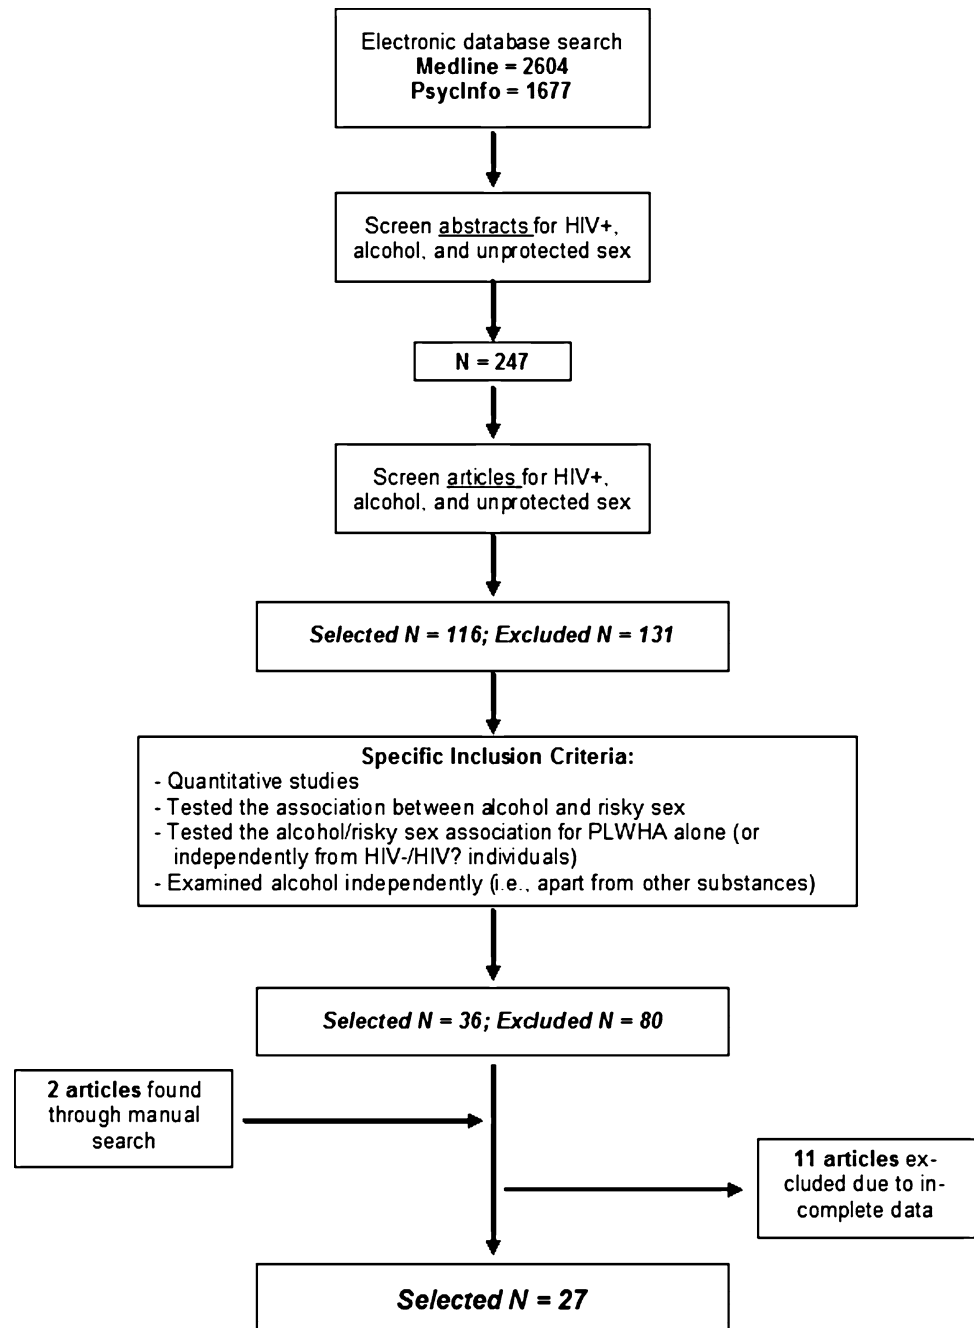 Electronic database search
Medline = 2604
PsycInfo = 1677
Screen abstracts for HIV+,
alcohol, and unprotected sex
N = 247
Screen articles for HIV+,
alcohol, and unprotected sex
Selected N = 116; Excluded N = 131
Specific Inclusion Criteria:
- Quantitative studies
- Tested the association between alcohol and risky sex
- Tested the alcohol/risky sex association for PLWHA alone (or
independently from HIV-/HIV? individuals)
- Examined alcohol independently (i.e., apart from other substances)
Selected N = 36; Excluded N = 80
2 articles found
through manual
search
11 articles ex-
cluded due to in-
complete data
Selected N = 27